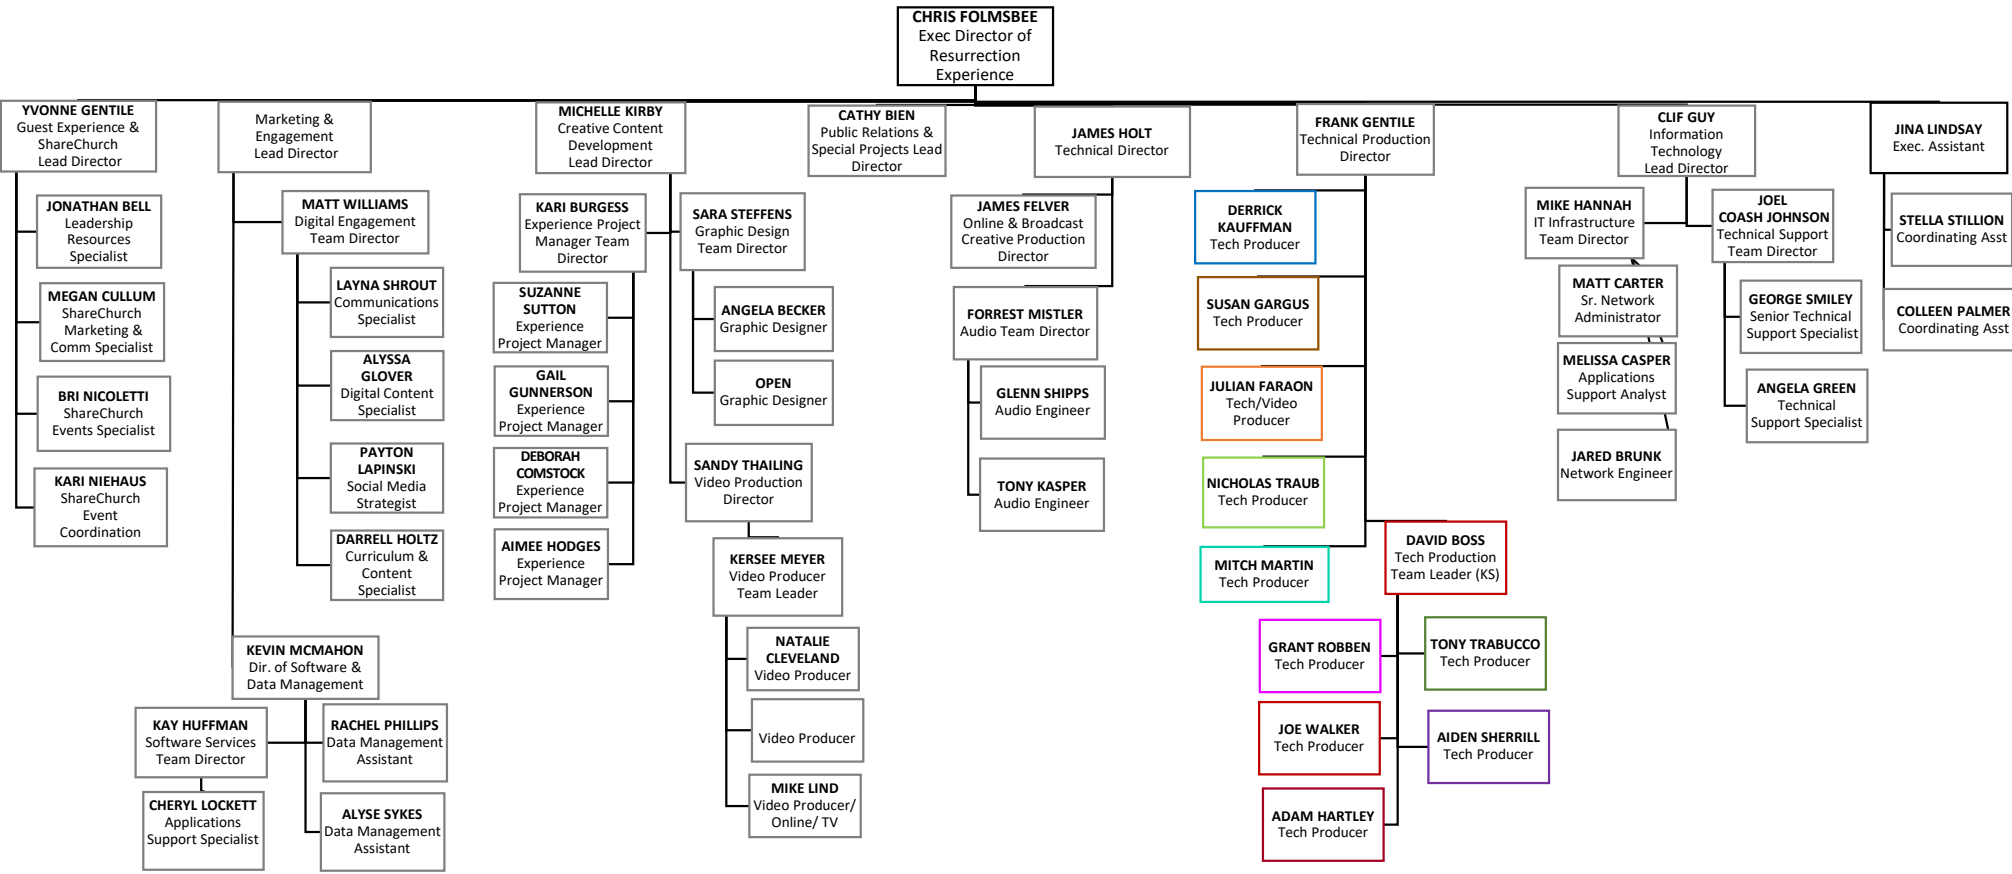 CHRIS FOLMSBEE
Exec Director of
Resurrection
Experience
YVONNE GENTILE
Guest Experience &
ShareChurch
Lead Director
Marketing &
Engagement
Lead Director
MICHELLE KIRBY
Creative Content
Development
Lead Director
CATHY BIEN
Public Relations &
Special Projects Lead
Director
JAMES HOLT
Technical Director
FRANK GENTILE
Technical Production
Director
CLIF GUY
Information
Technology
Lead Director
JINA LINDSAY
Exec. Assistant
JONATHAN BELL
Leadership
Resources
Specialist
MEGAN CULLUM
ShareChurch
Marketing &
Comm Specialist
BRI NICOLETTI
ShareChurch
Events Specialist
KARI NIEHAUS
ShareChurch
Event
Coordination
MATT WILLIAMS
Digital Engagement
Team Director
LAYNA SHROUT
Communications
Specialist
ALYSSA
GLOVER
Digital Content
Specialist
PAYTON
LAPINSKI
Social Media
Strategist
DARRELL HOLTZ
Curriculum &
Content
Specialist
KEVIN MCMAHON
Dir. of Software &
Data Management
KAY HUFFMAN
Software Services
Team Director
CHERYL LOCKETT
Applications
Support Specialist
RACHEL PHILLIPS
Data Management
Assistant
ALYSE SYKES
Data Management
Assistant
KARI BURGESS
Experience Project
Manager Team
Director
SUZANNE
SUTTON
Experience
Project Manager
GAIL
GUNNERSON
Experience
Project Manager
DEBORAH
COMSTOCK
Experience
Project Manager
AIMEE HODGES
Experience
Project Manager
SARA STEFFENS
Graphic Design
Team Director
ANGELA BECKER
Graphic Designer
OPEN
Graphic Designer
SANDY THAILING
Video Production
Director
KERSEE MEYER
Video Producer
Team Leader
NATALIE
CLEVELAND
Video Producer
Video Producer
MIKE LIND
Video Producer/
Online/ TV
JAMES FELVER
Online & Broadcast
Creative Production
Director
FORREST MISTLER
Audio Team Director
GLENN SHIPPS
Audio Engineer
TONY KASPER
Audio Engineer
DERRICK
KAUFFMAN
Tech Producer
SUSAN GARGUS
Tech Producer
JULIAN FARAON
Tech/Video
Producer
NICHOLAS TRAUB
Tech Producer
MITCH MARTIN
Tech Producer
DAVID BOSS
Tech Production
Team Leader (KS)
GRANT ROBBEN
Tech Producer
JOE WALKER
Tech Producer
ADAM HARTLEY
Tech Producer
TONY TRABUCCO
Tech Producer
AIDEN SHERRILL
Tech Producer
MIKE HANNAH
IT Infrastructure
Team Director
MATT CARTER
Sr. Network
Administrator
MELISSA CASPER
Applications
Support Analyst
JARED BRUNK
Network Engineer
JOEL
COASH JOHNSON
Technical Support
Team Director
GEORGE SMILEY
Senior Technical
Support Specialist
ANGELA GREEN
Technical
Support Specialist
STELLA STILLION
Coordinating Asst
COLLEEN PALMER
Coordinating Asst